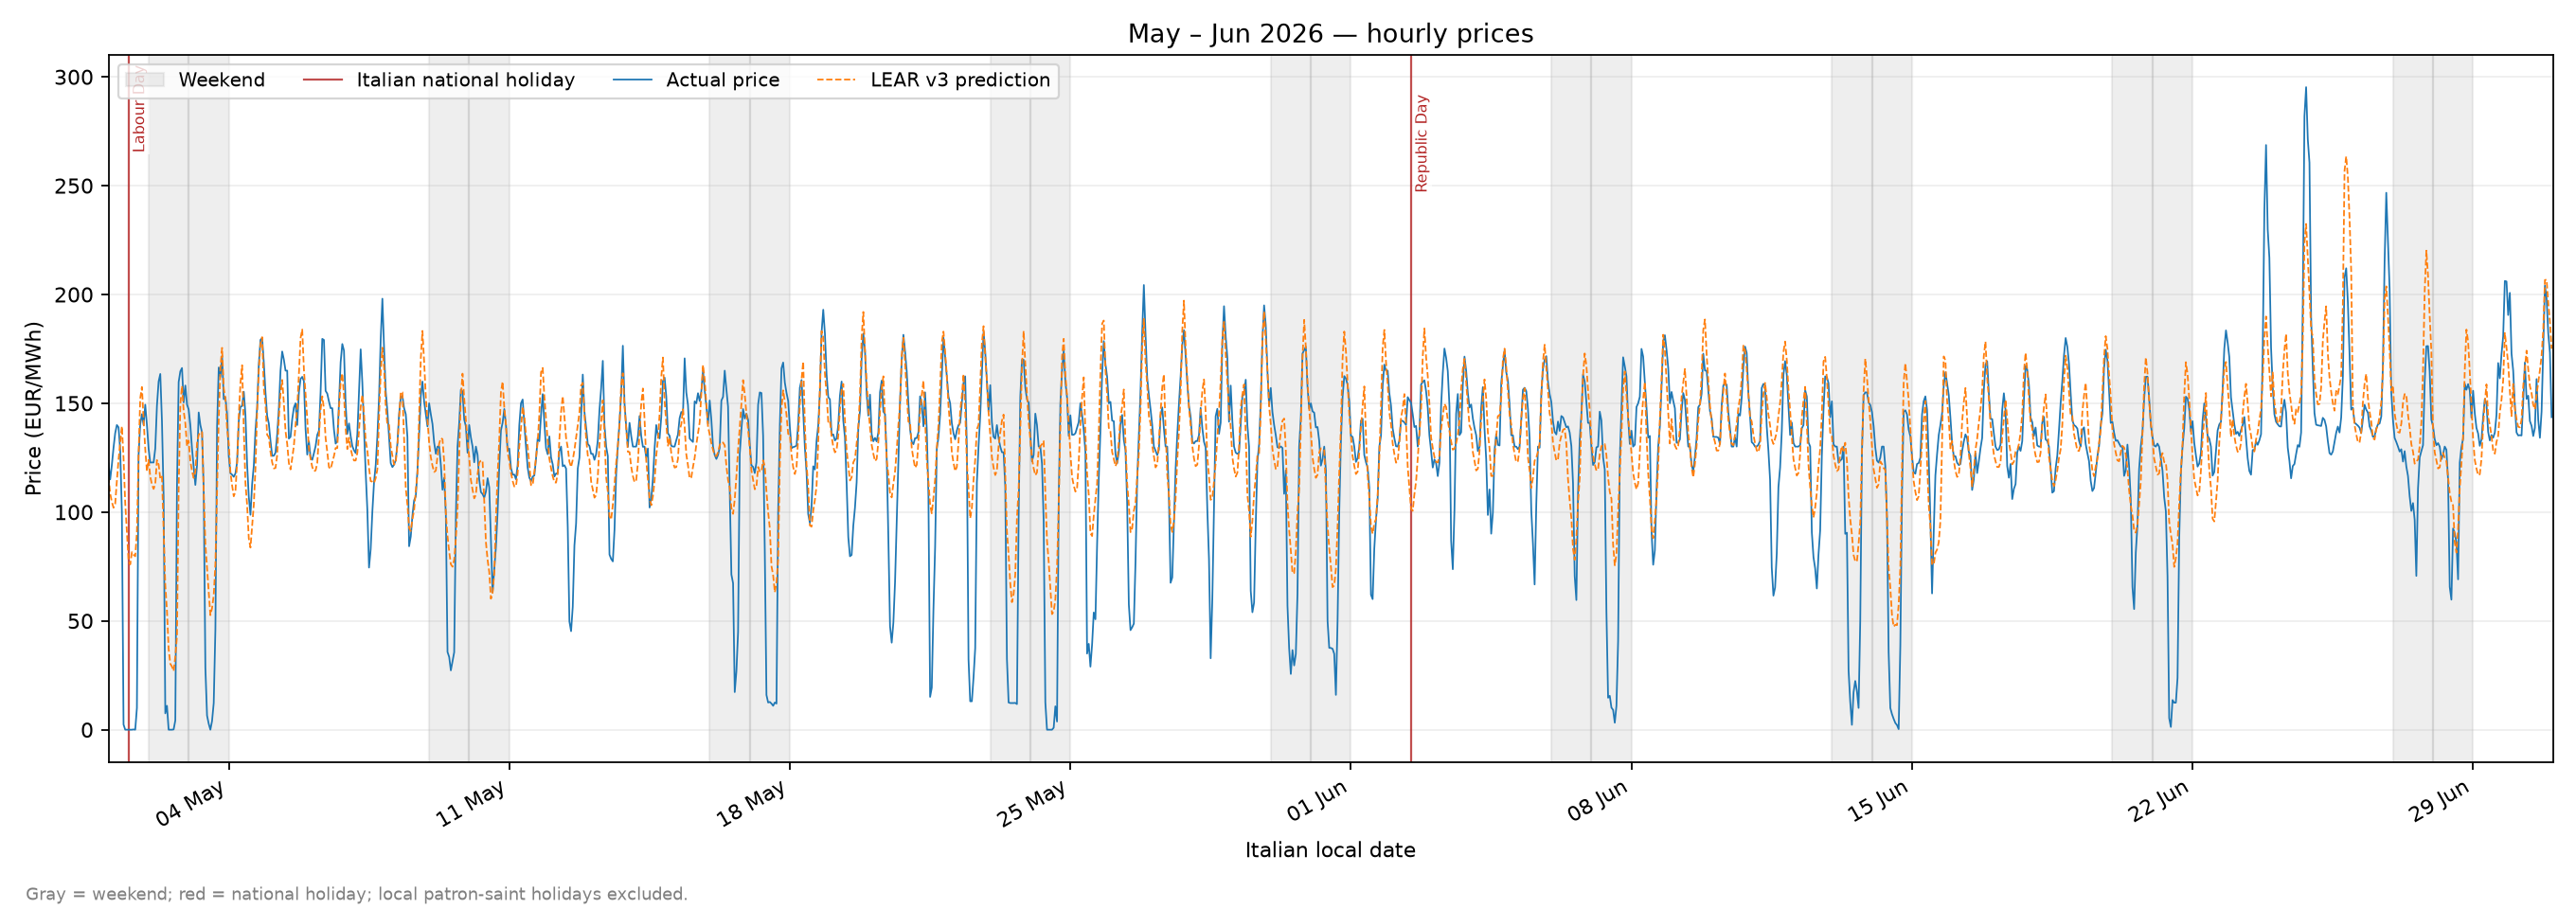 May – Jun 2026 — hourly prices
Weekend
Italian national holiday
Actual price
LEAR v3 prediction
Labour Day
Republic Day
Price (EUR/MWh)
300
250
200
150
100
50
0
04 May
11 May
18 May
25 May
01 Jun
08 Jun
15 Jun
22 Jun
29 Jun
Italian local date
Gray = weekend; red = national holiday; local patron-saint holidays excluded.